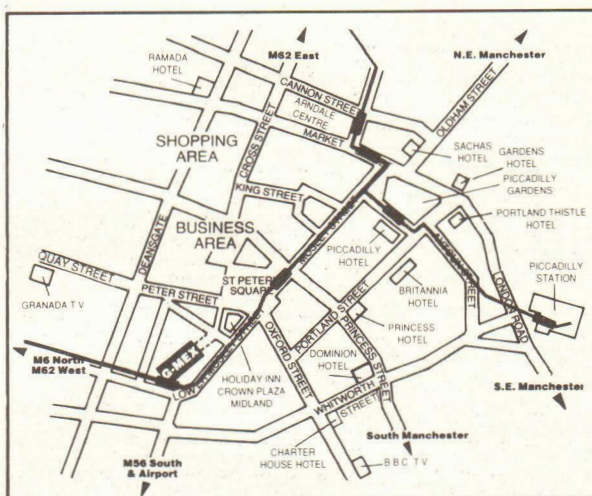 M62 East
N.E. Manchester
RAMADA
HOTEL
CANNON STREET
ARNDALE
CENTRE
OLDHAM STREET
MARKET
SHOPPING
AREA
CROSS STREET
SACHAS
HOTEL
GARDENS
HOTEL
PICCADILLY
GARDENS
KING STREET
DEANSGATE
BUSINESS
AREA
MOSLEY STREET
PORTLAND THISTLE
HOTEL
PICCADILLY
HOTEL
QUAY STREET
GRANADA TV
PETER STREET
ST PETER'S
SQUARE
BRITANNIA
HOTEL
LONDON ROAD
PICCADILLY
STATION
PORTLAND STREET
PRINCESS STREET
PRINCESS
HOTEL
OXFORD STREET
DOMINION
HOTEL
G-MEX
M6 North
M62 West
HOLIDAY INN
CROWN PLAZA
MIDLAND
WHITWORTH
STREET
S.E. Manchester
CHARTER
HOUSE HOTEL
South Manchester
BBC TV
M56 South
& Airport